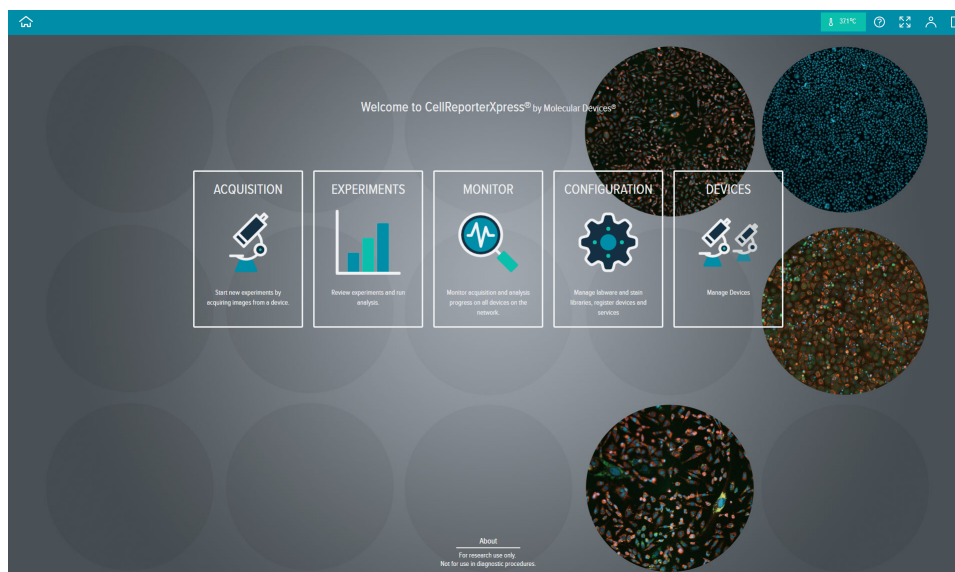 37.1°C
Welcome to CellReporterXpress® by Molecular Devices®
ACQUISITION
Start new experiments by
acquiring images from a device.
EXPERIMENTS
Review experiments and run
analysis.
MONITOR
Monitor acquisition and analysis
progress on all devices on the
network.
CONFIGURATION
Manage labware and stain
libraries, register devices and
services
DEVICES
Manage Devices
About
For research use only.
Not for use in diagnostic procedures.